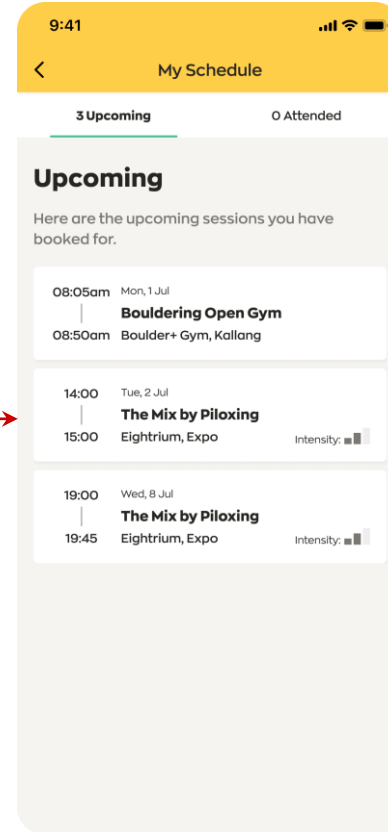 9:41
My Schedule
3 Upcoming
0 Attended
Upcoming
Here are the upcoming sessions you have
booked for.
08:05am Mon, 1 Jul
Bouldering Open Gym
08:50am Boulder+ Gym, Kallang
14:00 Tue, 2 Jul
The Mix by Piloxing
15:00 Eightrium, Expo Intensity:
19:00 Wed, 8 Jul
The Mix by Piloxing
19:45 Eightrium, Expo Intensity: